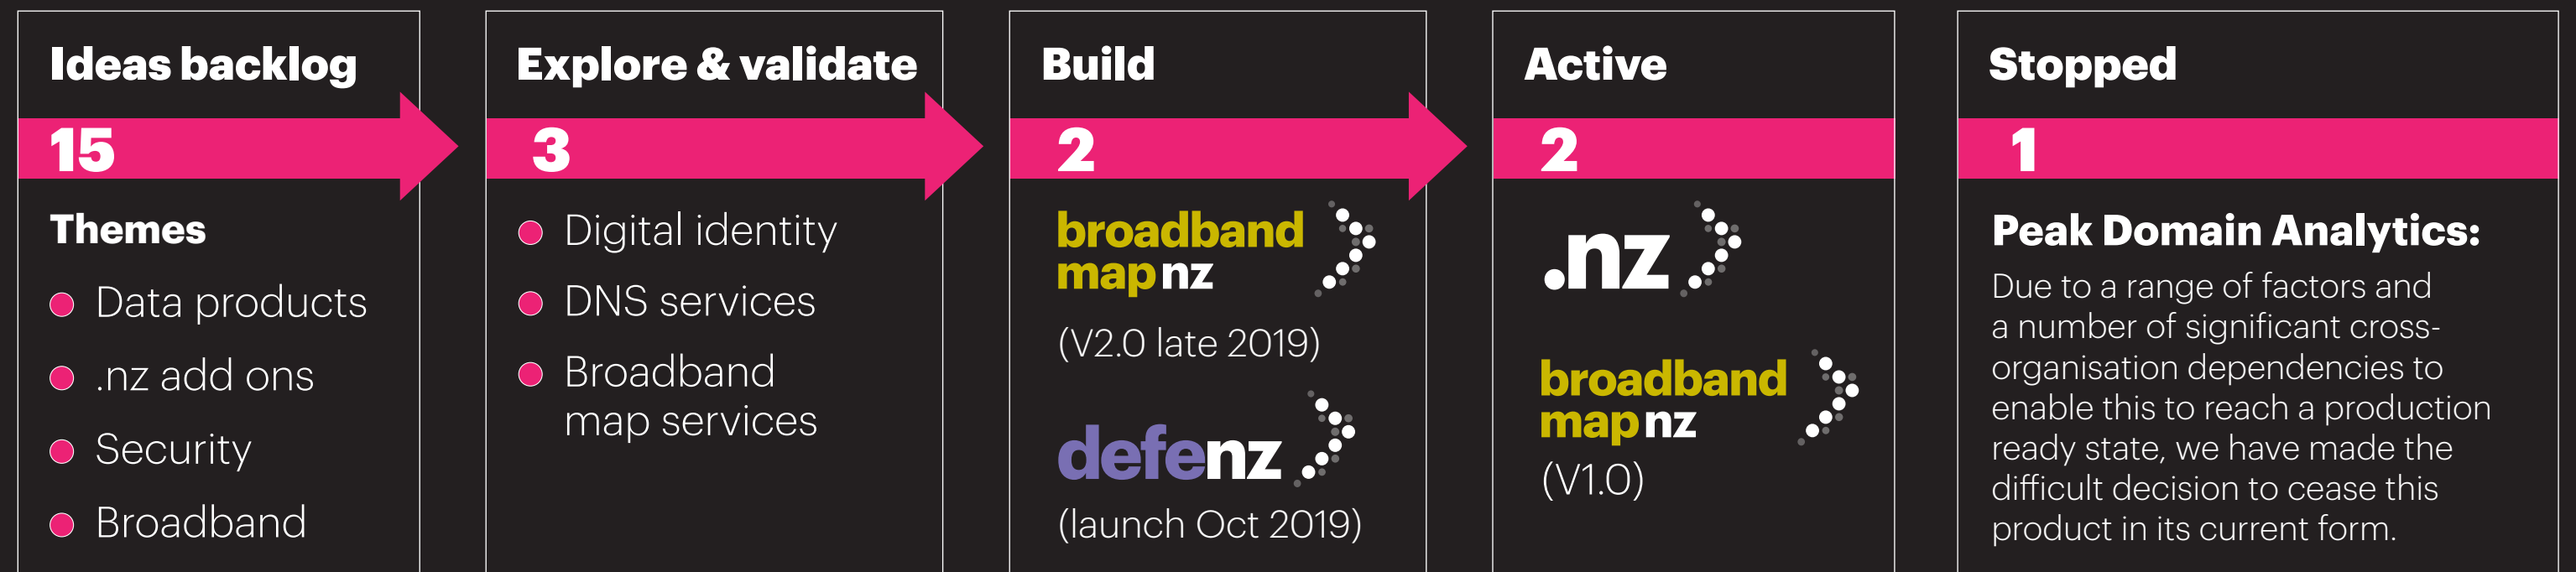 Ideas backlog
15
Themes
Data products
.nz add ons
Security
Broadband
Explore & validate
3
Digital identity
DNS services
Broadband
map services
Build
2
broadband
map nz
(V2.0 late 2019)
defenz
(launch Oct 2019)
Active
2
.nz
broadband
map nz
(V1.0)
Stopped
1
Peak Domain Analytics:
Due to a range of factors and
a number of significant cross-
organisation dependencies to
enable this to reach a production
ready state, we have made the
difficult decision to cease this
product in its current form.